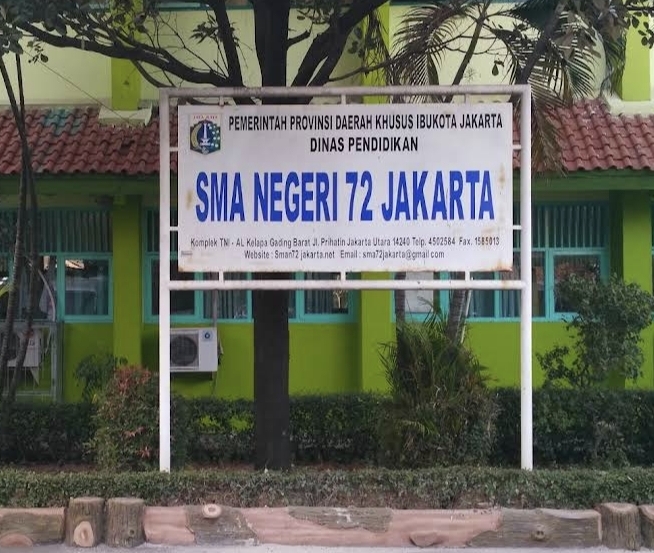 PEMERINTAH PROVINSI DAERAH KHUSUS IBUKOTA JAKARTA
DINAS PENDIDIKAN
SMA NEGERI 72 JAKARTA
Komplek TNI - AL Kelapa Gading Barat Jl. Prihatin Jakarta Utara 14240 Telp. 4502584 Fax. 1585013
Website : Sman72 jakarta.net Email : sma72jakarta@gmail.com